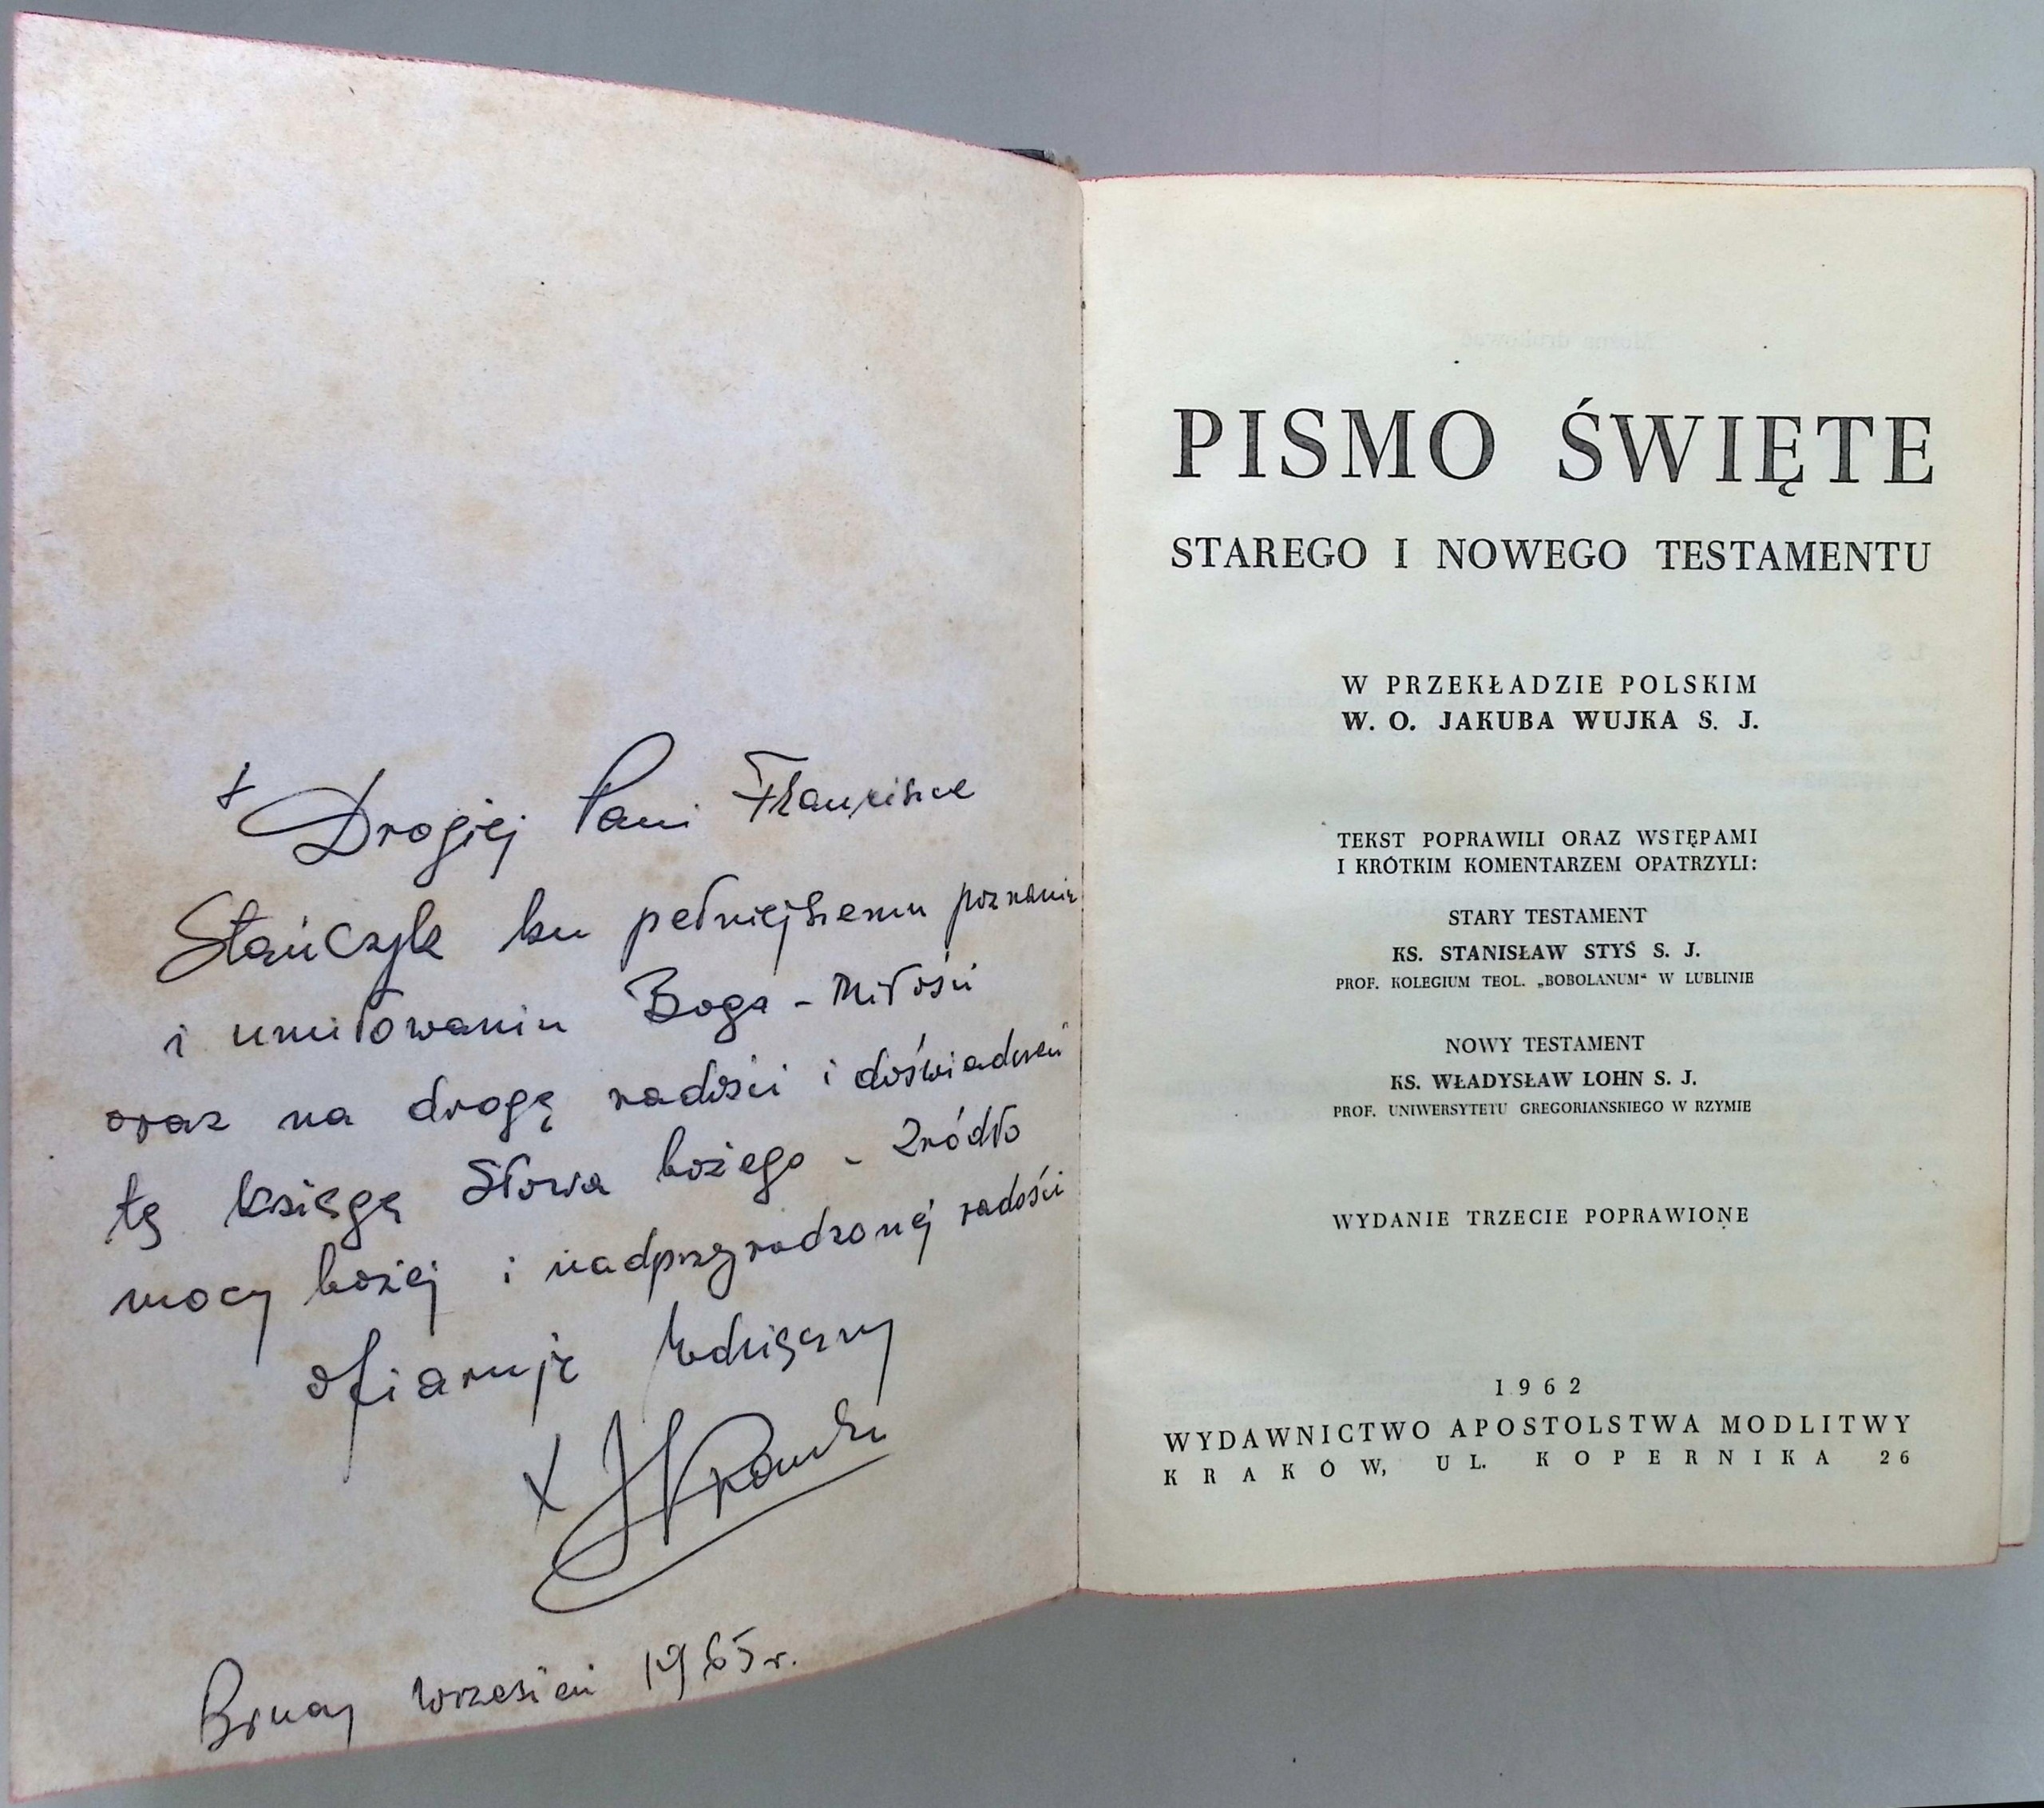 + Drogiej Pani Franciszce
Stańczyk ku pełniejszemu poznaniu
i umiłowaniu Boga - Miłości
oraz na drogę radości i doświadczeń
tę księgę Słowa bożego - źródło
mocy bożej i nadprzyrodzonej radości
ofiaruje wdzięczny
X
wrzesień 1965 r.
PISMO ŚWIĘTE
STAREGO I NOWEGO TESTAMENTU
W PRZEKŁADZIE POLSKIM
W. O. JAKUBA WUJKA S. J.
TEKST POPRAWILI ORAZ WSTĘPAMI
I KRÓTKIM KOMENTARZEM OPATRZYLI:
STARY TESTAMENT
KS. STANISŁAW STYŚ S. J.
PROF. KOLEGIUM TEOL. „BOBOLANUM“ W LUBLINIE
NOWY TESTAMENT
KS. WŁADYSŁAW LOHN S. J.
PROF. UNIWERSYTETU GREGORIAŃSKIEGO W RZYMIE
WYDANIE TRZECIE POPRAWIONE
1962
WYDAWNICTWO APOSTOLSTWA MODLITWY
KRAKÓW, UL. KOPERNIKA 26